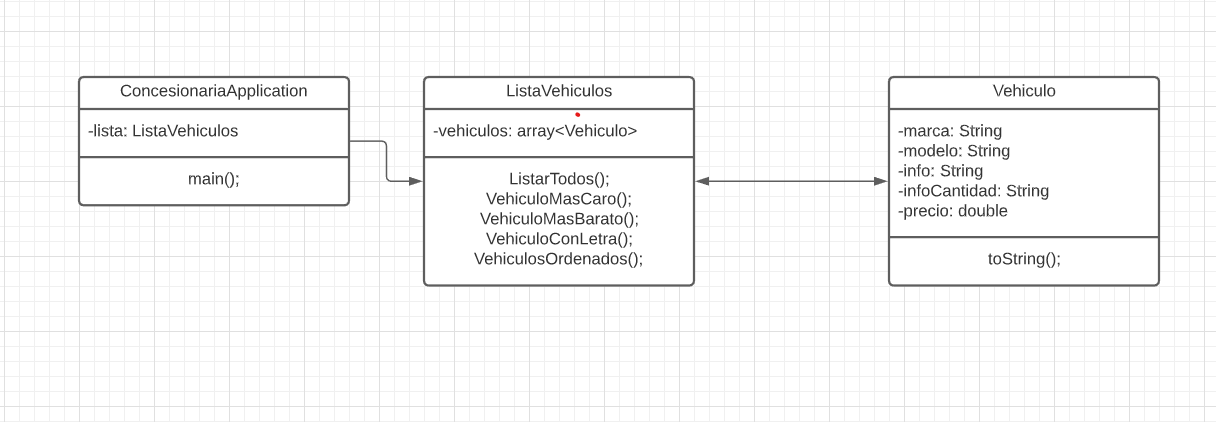 ConcesionariaApplication
-lista: ListaVehiculos
main();
ListaVehiculos
-vehiculos: array<Vehiculo>
ListarTodos();
VehiculoMasCaro();
VehiculoMasBarato();
VehiculoConLetra();
VehiculosOrdenados();
Vehiculo
-marca: String
-modelo: String
-info: String
-infoCantidad: String
-precio: double
toString();